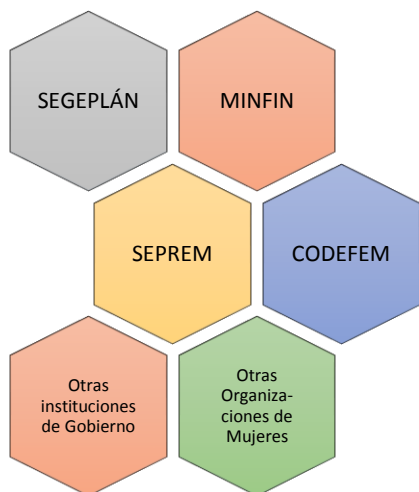 SEGEPLÁN
MINFIN
SEPREM
CODEFEM
Otras
instituciones
de Gobierno
Otras
Organiza-
ciones de
Mujeres